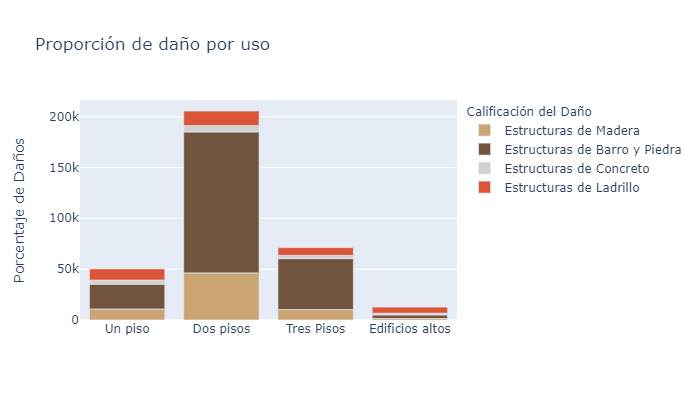 Proporción de daño por uso
Porcentaje de Daños
200k
150k
100k
50k
0
Un piso
Dos pisos
Tres Pisos
Edificios altos
Calificación del Daño
Estructuras de Madera
Estructuras de Barro y Piedra
Estructuras de Concreto
Estructuras de Ladrillo